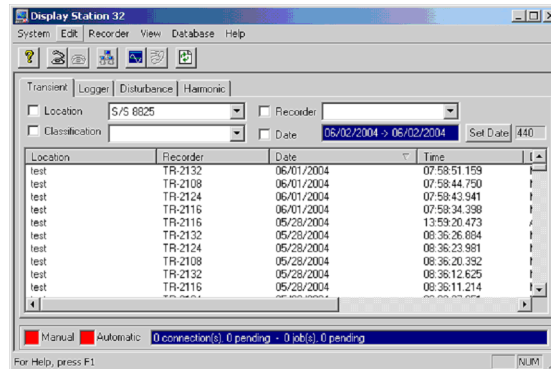 Display Station 32
System Edit Recorder View Database Help
Transient Logger Disturbance Harmonic
Location S/S 8825 Recorder
Classification Date 06/02/2004 -> 06/02/2004 Set Date 440
Location Recorder Date Time
test TR-2132 06/01/2004 07:58:51.159
test TR-2108 06/01/2004 07:58:44.750
test TR-2124 06/01/2004 07:58:43.941
test TR-2116 06/01/2004 07:58:34.398
test TR-2116 05/28/2004 13:59:20.473
test TR-2132 05/28/2004 08:36:26.884
test TR-2124 05/28/2004 08:36:23.981
test TR-2108 05/28/2004 08:36:20.392
test TR-2132 05/28/2004 08:36:12.625
test TR-2116 05/28/2004 08:36:11.214
Manual Automatic 0 connection(s), 0 pending - 0 job(s), 0 pending
For Help, press F1 NUM